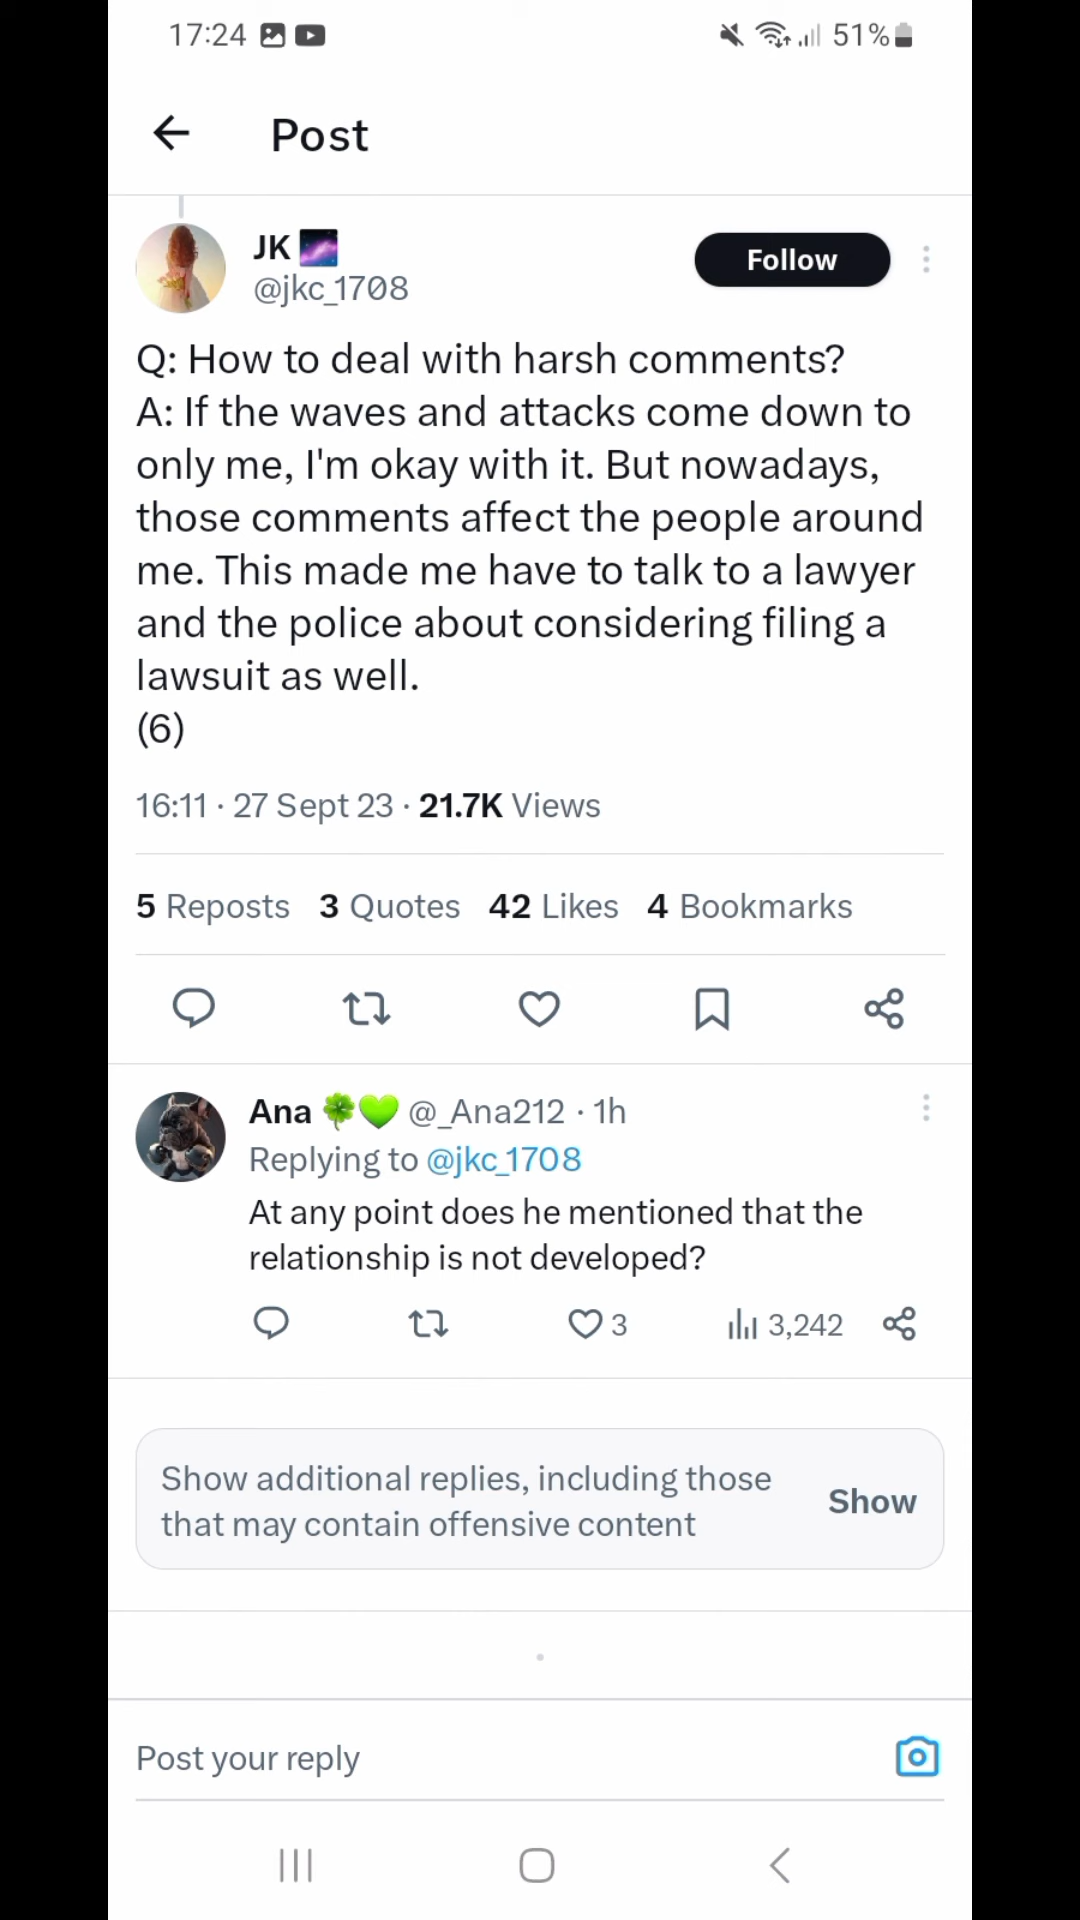 17:24
51%
Post
JK
@jkc_1708
Follow
Q: How to deal with harsh comments?
A: If the waves and attacks come down to
only me, I'm okay with it. But nowadays,
those comments affect the people around
me. This made me have to talk to a lawyer
and the police about considering filing a
lawsuit as well.
(6)
16:11 · 27 Sept 23 · 21.7K Views
5 Reposts 3 Quotes 42 Likes 4 Bookmarks
Ana 🍀💚 @_Ana212 · 1h
Replying to @jkc_1708
At any point does he mentioned that the
relationship is not developed?
3
3,242
Show additional replies, including those
that may contain offensive content
Show
Post your reply